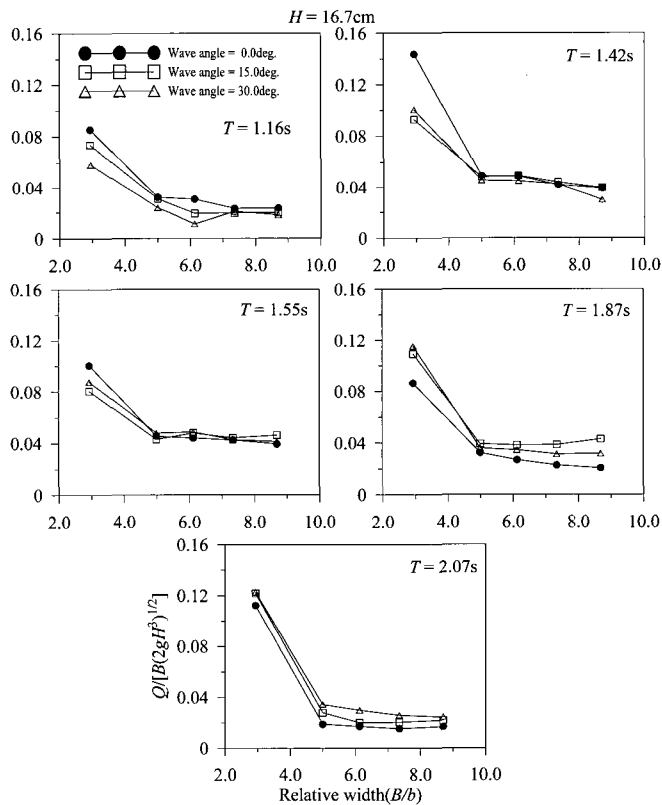 H = 16.7cm
0.16
0.12
0.08
0.04
0
Wave angle = 0.0deg.
Wave angle = 15.0deg.
Wave angle = 30.0deg.
T = 1.16s
2.0 4.0 6.0 8.0 10.0
0.16
0.12
0.08
0.04
0
T = 1.42s
2.0 4.0 6.0 8.0 10.0
0.16
0.12
0.08
0.04
0
T = 1.55s
2.0 4.0 6.0 8.0 10.0
0.16
0.12
0.08
0.04
0
T = 1.87s
2.0 4.0 6.0 8.0 10.0
Q/[B(2gH³)^1/2]
0.16
0.12
0.08
0.04
0
T = 2.07s
2.0 4.0 6.0 8.0 10.0
Relative width(B/b)